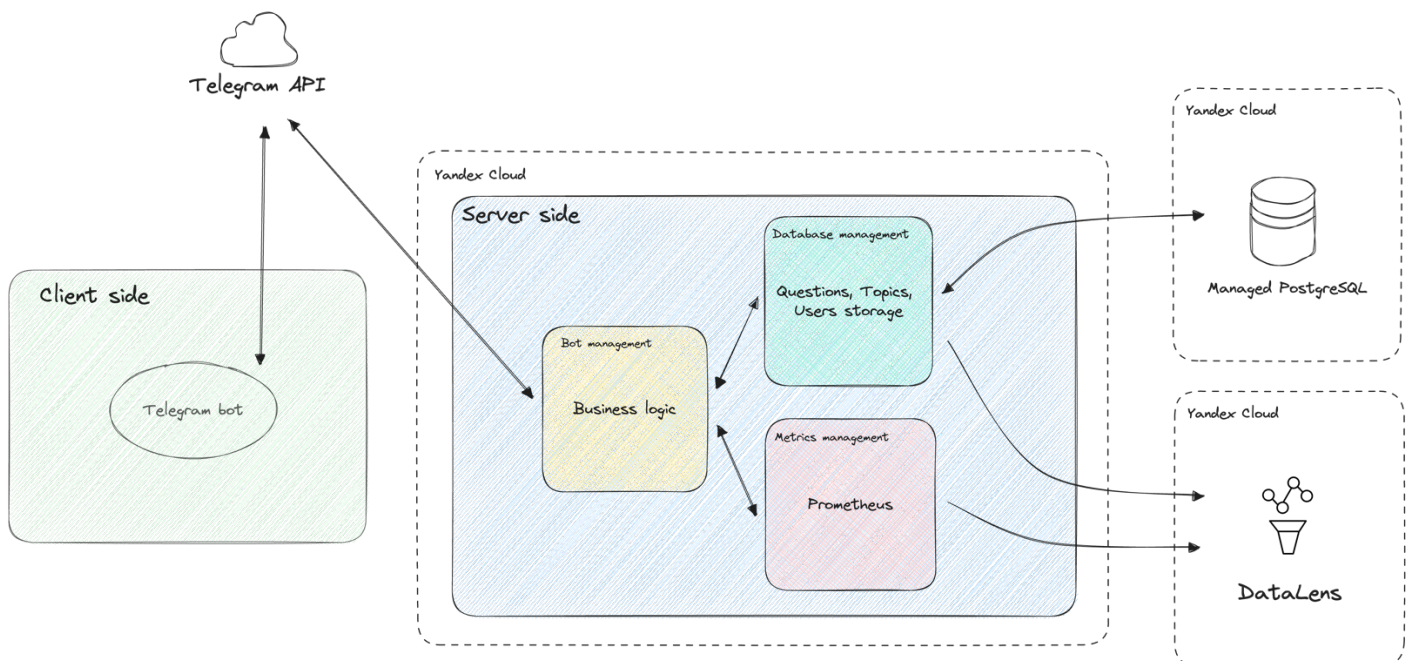 Telegram API
Yandex Cloud
Yandex Cloud
Server side
Database management
Questions, Topics,
Users storage
Managed PostgreSQL
Client side
Telegram bot
Bot management
Business logic
Metrics management
Prometheus
Yandex Cloud
DataLens